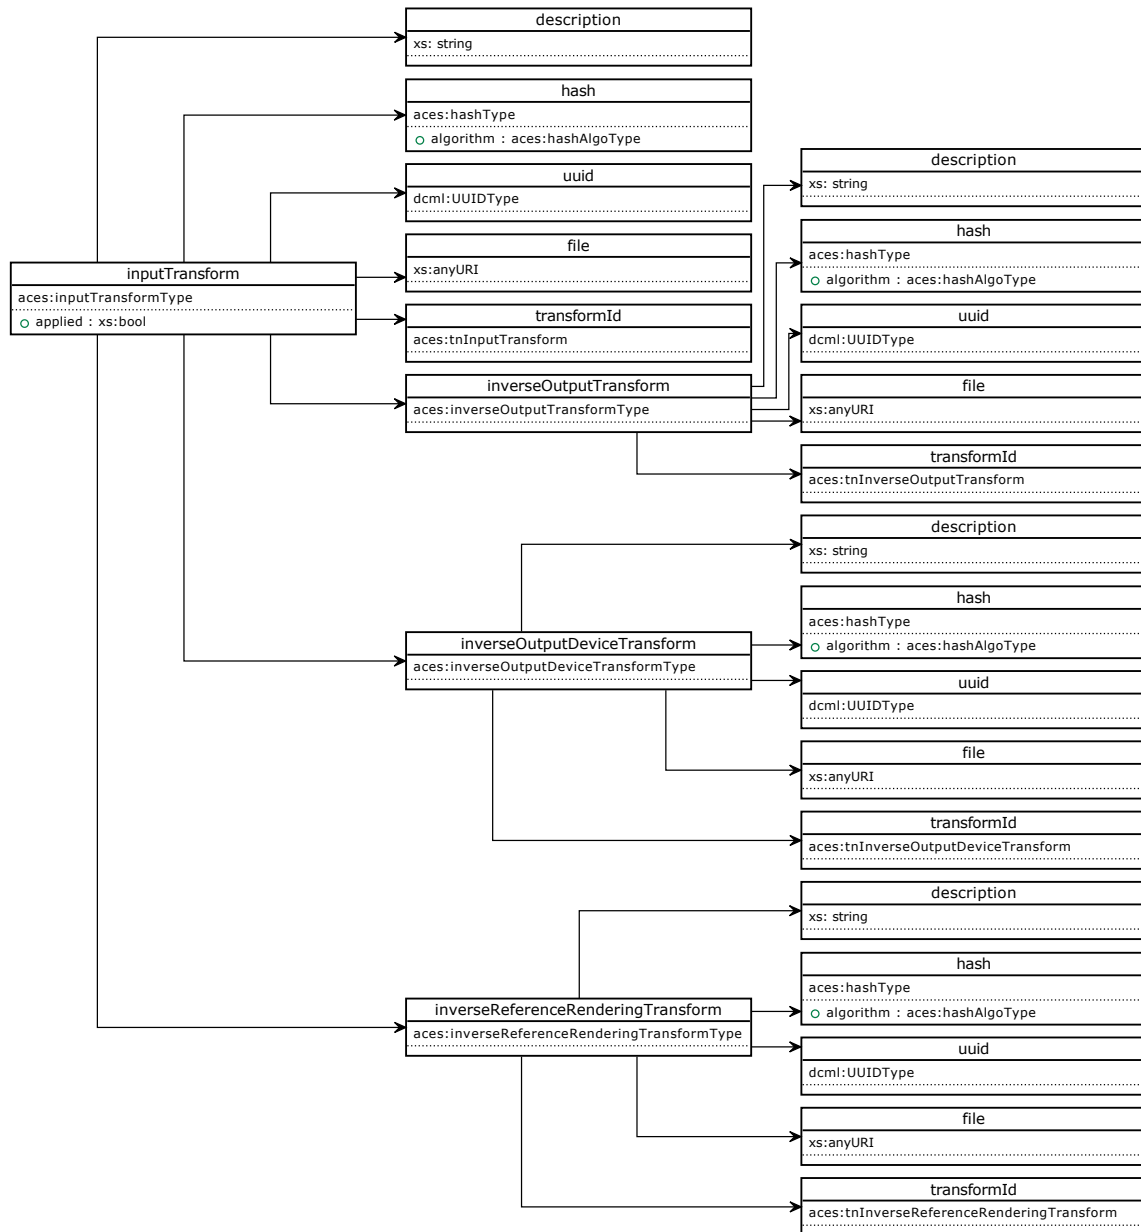 description
xs: string
hash
aces:hashType
algorithm : aces:hashAlgoType
uuid
dcml:UUIDType
file
xs:anyURI
inputTransform
aces:inputTransformType
applied : xs:bool
transformId
aces:tnInputTransform
inverseOutputTransform
aces:inverseOutputTransformType
description
xs: string
hash
aces:hashType
algorithm : aces:hashAlgoType
uuid
dcml:UUIDType
file
xs:anyURI
transformId
aces:tnInverseOutputTransform
inverseOutputDeviceTransform
aces:inverseOutputDeviceTransformType
description
xs: string
hash
aces:hashType
algorithm : aces:hashAlgoType
uuid
dcml:UUIDType
file
xs:anyURI
transformId
aces:tnInverseOutputDeviceTransform
inverseReferenceRenderingTransform
aces:inverseReferenceRenderingTransformType
description
xs: string
hash
aces:hashType
algorithm : aces:hashAlgoType
uuid
dcml:UUIDType
file
xs:anyURI
transformId
aces:tnInverseReferenceRenderingTransform